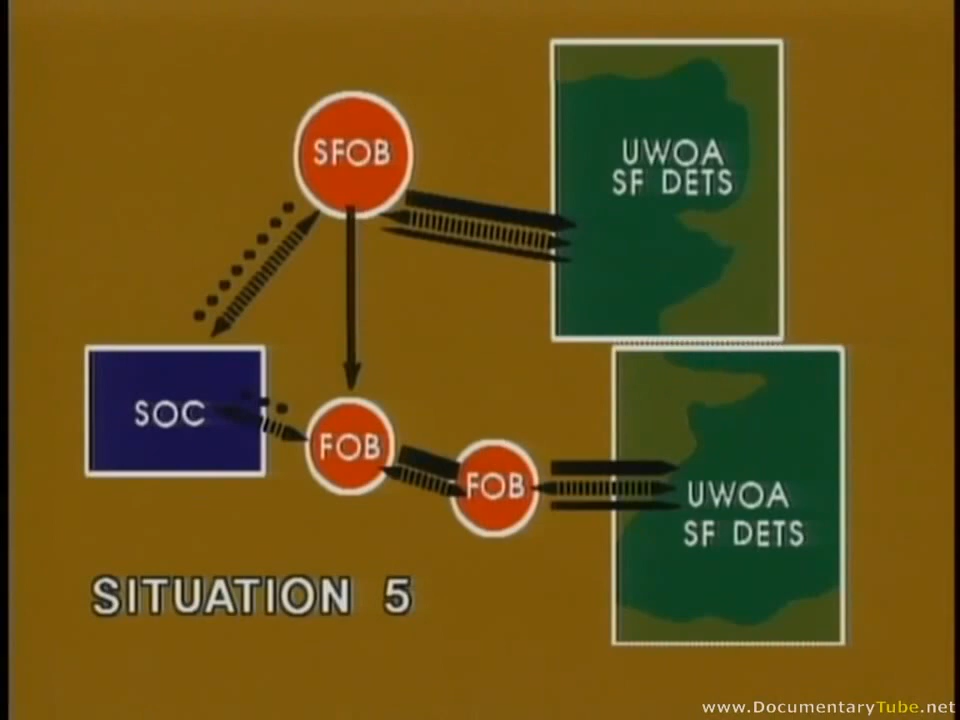 SFOB
UWOA
SF DETS
SOC
FOB
FOB
UWOA
SF DETS
SITUATION 5
www.DocumentaryTube.net